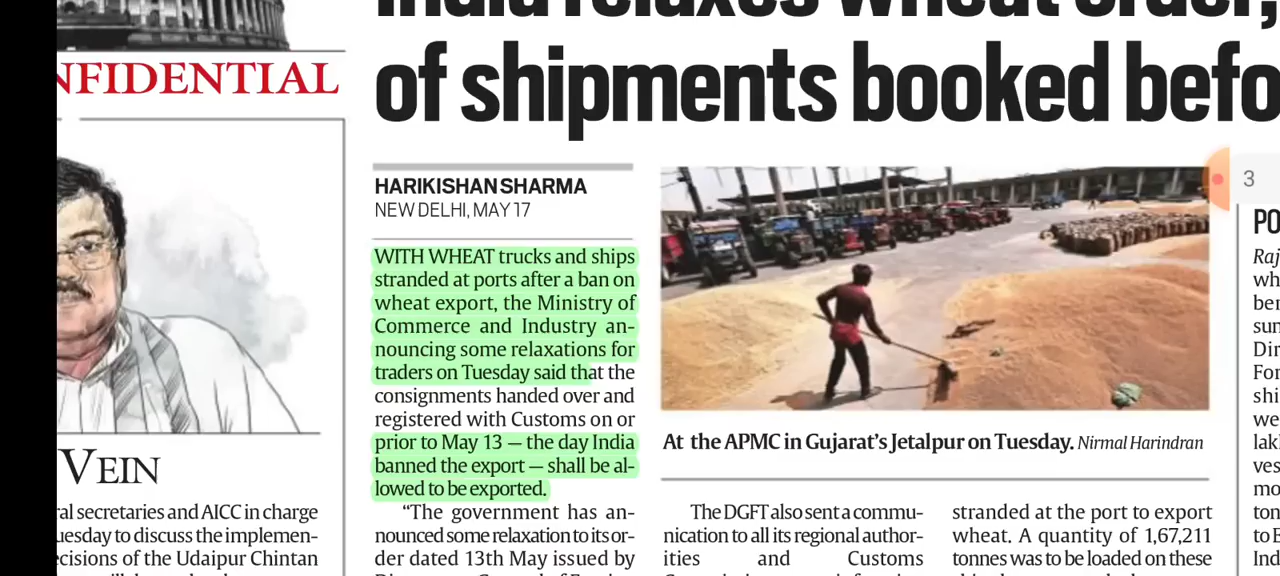 India relaxes wheat order,
of shipments booked
NFIDENTIAL
VEIN
ral secretaries and AICC in charge
uesday to discuss the implemen-
ecisions of the Udaipur Chintan
HARIKISHAN SHARMA
NEW DELHI, MAY 17
WITH WHEAT trucks and ships
stranded at ports after a ban on
wheat export, the Ministry of
Commerce and Industry an-
nouncing some relaxations for
traders on Tuesday said that the
consignments handed over and
registered with Customs on or
prior to May 13 — the day India
banned the export — shall be al-
lowed to be exported.
“The government has an-
nounced some relaxation to its or-
der dated 13th May issued by
At the APMC in Gujarat’s Jetalpur on Tuesday. Nirmal Harindran
The DGFT also sent a commu-
nication to all its regional author-
ities and Customs
stranded at the port to export
wheat. A quantity of 1,67,211
tonnes was to be loaded on these
3
PO
Raj
wh
ber
sur
Dir
For
shi
we
lak
ves
mo
ton
to E
Ind